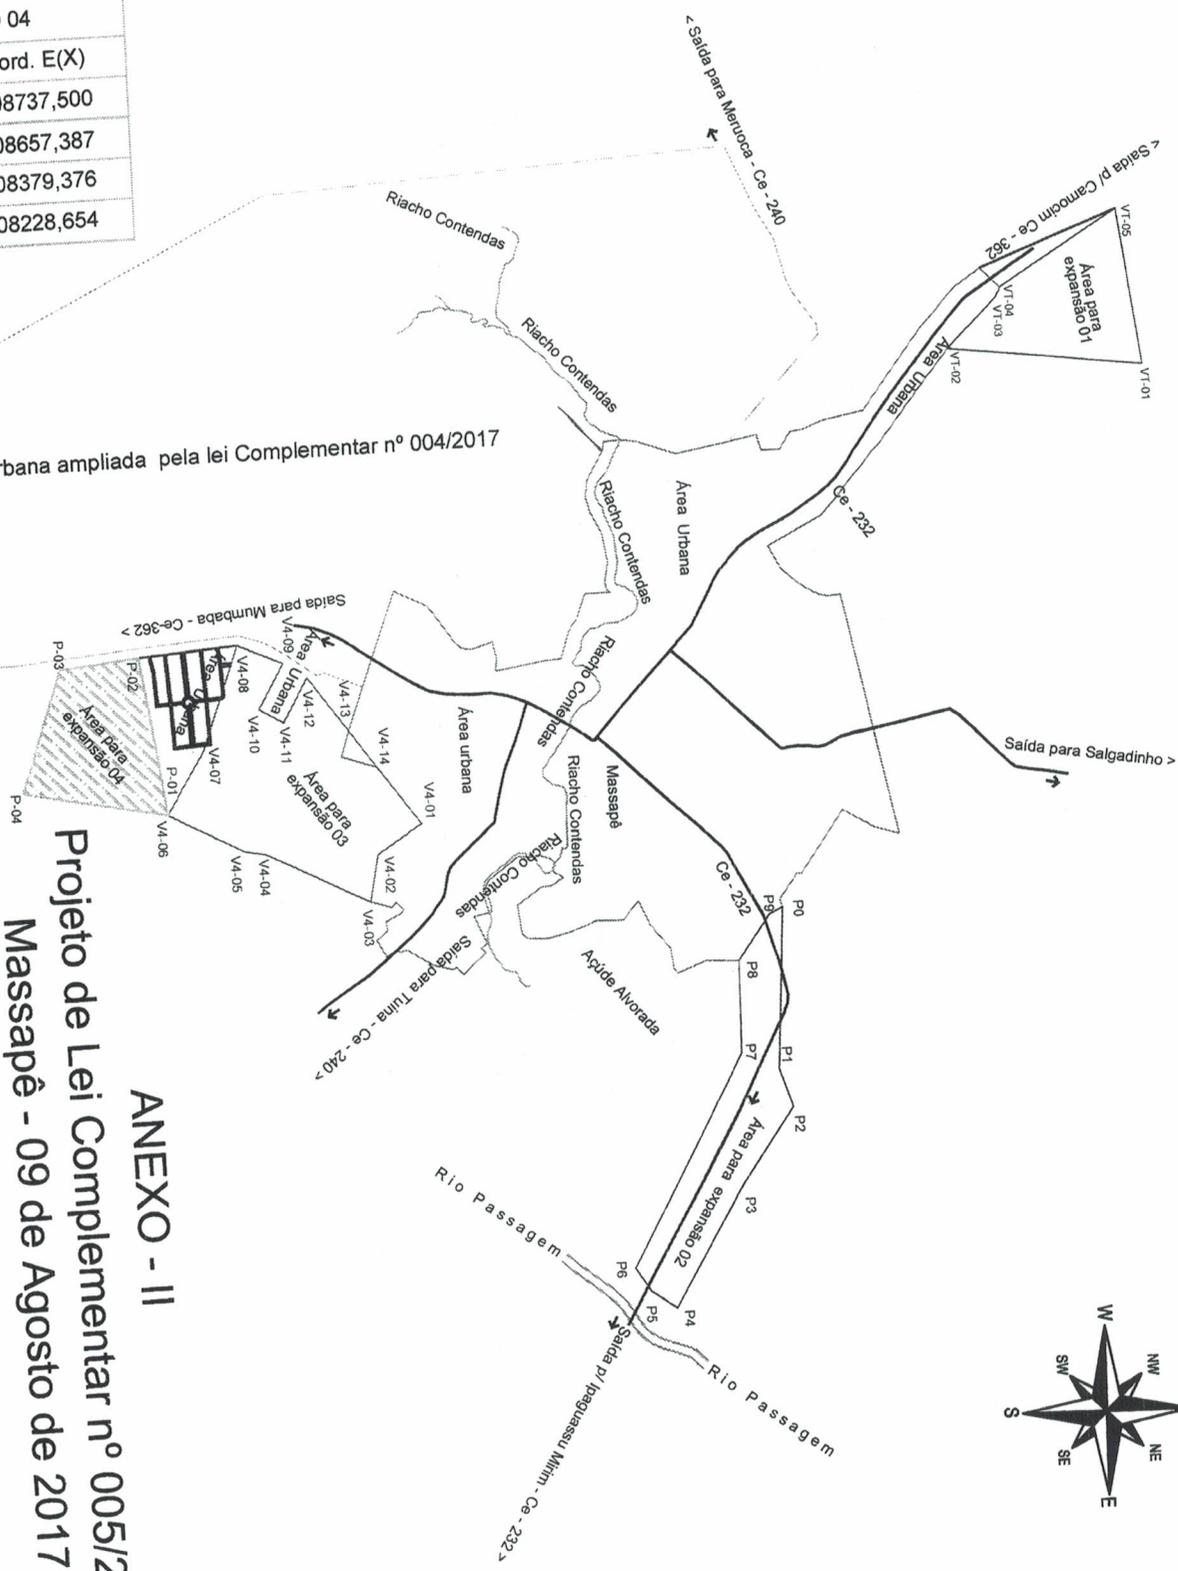 04
ord. E(X)
8737,500
08657,387
08379,376
08228,654
< Saída para Meruoca - Ce - 240
< Saída p/ Camocim Ce - 362
VT-05
Área para
expansão 01
VT-04
VT-03
VT-02
VT-01
Área Urbana
Riacho Contendas
Riacho Contendas
rbana ampliada pela lei Complementar nº 004/2017
Riacho Contendas
Área Urbana
Ce - 232
Saída para Mumbaba - Ce-362 >
V4-09
Área Urbana
P-03
P-02
V4-08
V4-12
V4-13
V4-10
V4-11
V4-14
Área para
expansão 04
P-01
V4-07
P-04
V4-06
V4-05
V4-04
Área para
expansão 03
V4-01
V4-02
V4-03
Área urbana
Riacho Contendas
Massapê
Riacho Contendas
Riacho Contendas
Saída para Salgadinho >
Saída para Tuina - Ce - 240 >
Açúde Alvorada
Ce - 232
P0
P9
P8
P7
P1
P2
P3
Área para expansão 02
P4
P5
P6
Rio Passagem
Rio Passagem
Saída p/ Ipaguassu Mirim - Ce - 232 >
W
NW
SW
S
SE
NE
E
ANEXO - II
Projeto de Lei Complementar nº 005/2
Massapê - 09 de Agosto de 2017